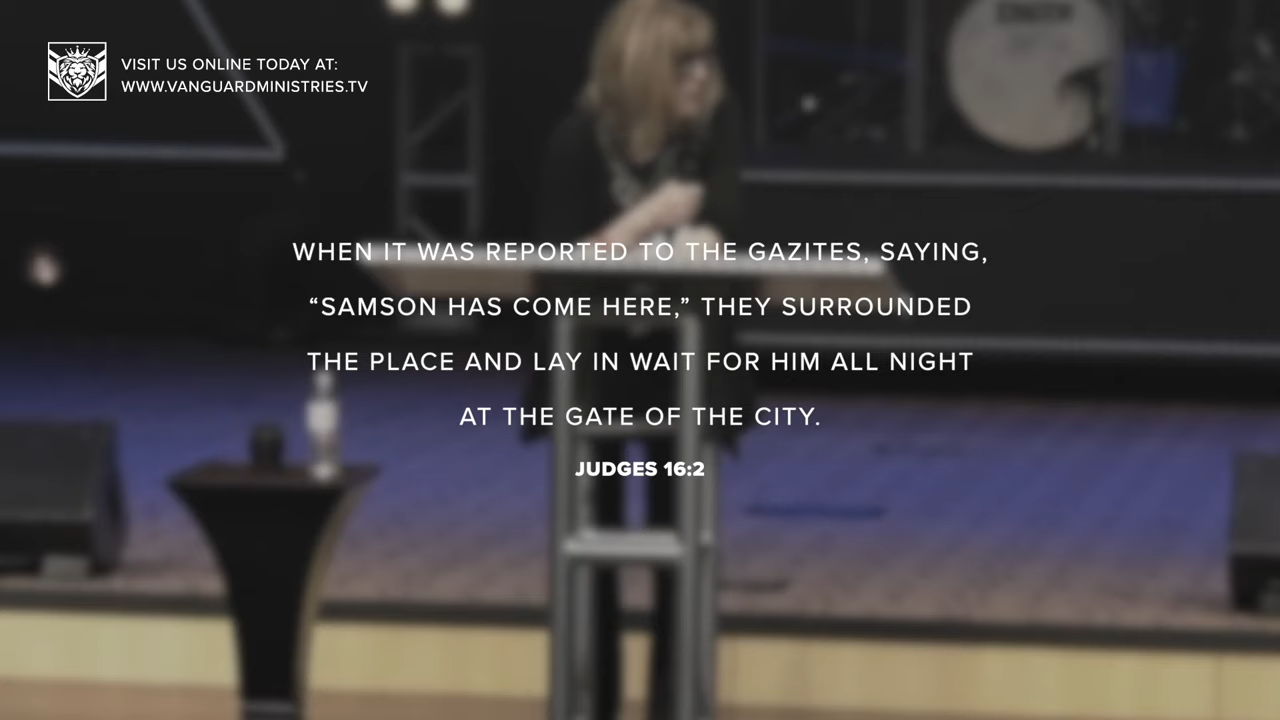 VISIT US ONLINE TODAY AT:
WWW.VANGUARDMINISTRIES.TV
WHEN IT WAS REPORTED TO THE GAZITES, SAYING,
“SAMSON HAS COME HERE,” THEY SURROUNDED
THE PLACE AND LAY IN WAIT FOR HIM ALL NIGHT
AT THE GATE OF THE CITY.
JUDGES 16:2